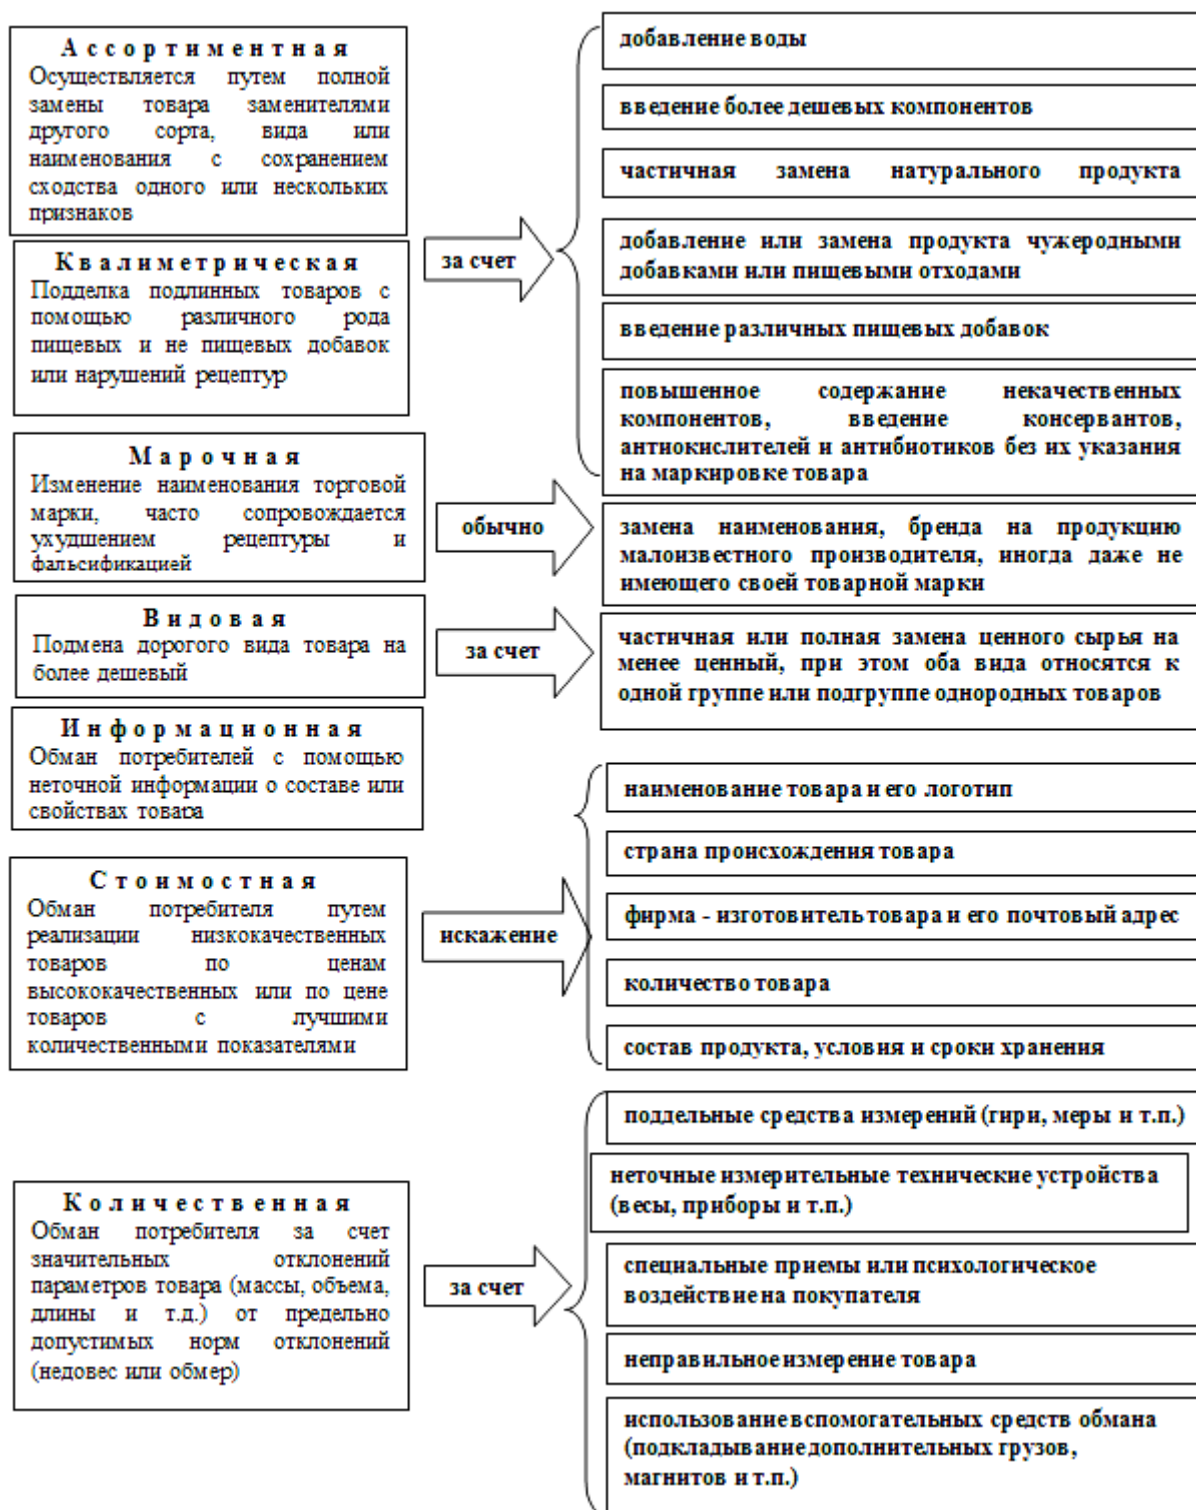 Ассортиментная
Осуществляется путем полной
замены товара заменителями
другого сорта, вида или
наименования с сохранением
сходства одного или нескольких
признаков
Квалиметрическая
Подделка подлинных товаров с
помощью различного рода
пищевых и не пищевых добавок
или нарушений рецептур
за счет
добавление воды
введение более дешевых компонентов
частичная замена натурального продукта
добавление или замена продукта чужеродными
добавками или пищевыми отходами
введение различных пищевых добавок
повышенное содержание некачественных
компонентов, введение консервантов,
антиокислителей и антибиотиков без их указания
на маркировке товара
Марочная
Изменение наименования торговой
марки, часто сопровождается
ухудшением рецептуры и
фальсификацией
обычно
замена наименования, бренда на продукцию
малоизвестного производителя, иногда даже не
имеющего своей товарной марки
Видовая
Подмена дорогого вида товара на
более дешевый
за счет
частичная или полная замена ценного сырья на
менее ценный, при этом оба вида относятся к
одной группе или подгруппе однородных товаров
Информационная
Обман потребителей с помощью
неточной информации о составе или
свойствах товара
Стоимостная
Обман потребителя путем
реализации низкокачественных
товаров по ценам
высококачественных или по цене
товаров с лучшими
количественными показателями
искажение
наименование товара и его логотип
страна происхождения товара
фирма - изготовитель товара и его почтовый адрес
количество товара
состав продукта, условия и сроки хранения
Количественная
Обман потребителя за счет
значительных отклонений
параметров товара (массы, объема,
длины и т.д.) от предельно
допустимых норм отклонений
(недовес или обмер)
за счет
поддельные средства измерений (гири, меры и т.п.)
неточные измерительные технические устройства
(весы, приборы и т.п.)
специальные приемы или психологическое
воздействие на покупателя
неправильное измерение товара
использование вспомогательных средств обмана
(подкладывание дополнительных грузов,
магнитов и т.п.)